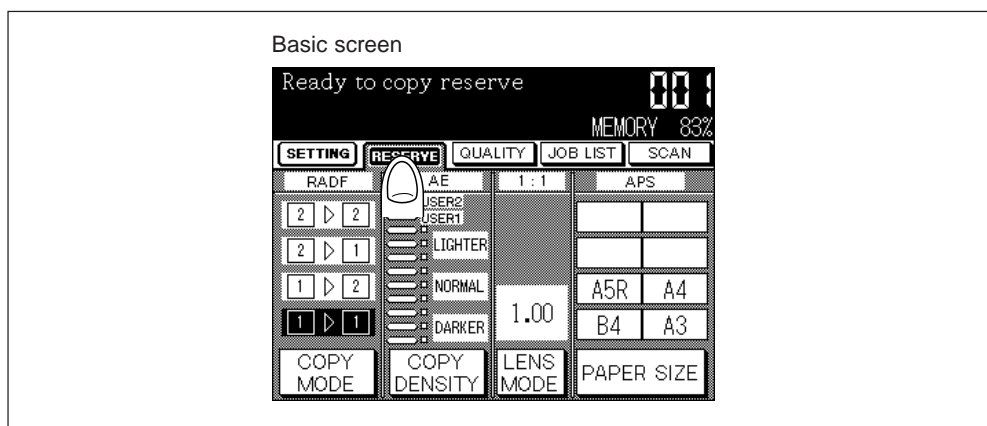 Basic screen
Ready to copy reserve
001
MEMORY 83%
SETTING RESERVE QUALITY JOB LIST SCAN
RADF AE 1:1 APS
USER2
2 ▷ 2 USER1
2 ▷ 1 LIGHTER
1 ▷ 2 NORMAL A5R A4
1 ▷ 1 DARKER 1.00 B4 A3
COPY MODE COPY DENSITY LENS MODE PAPER SIZE